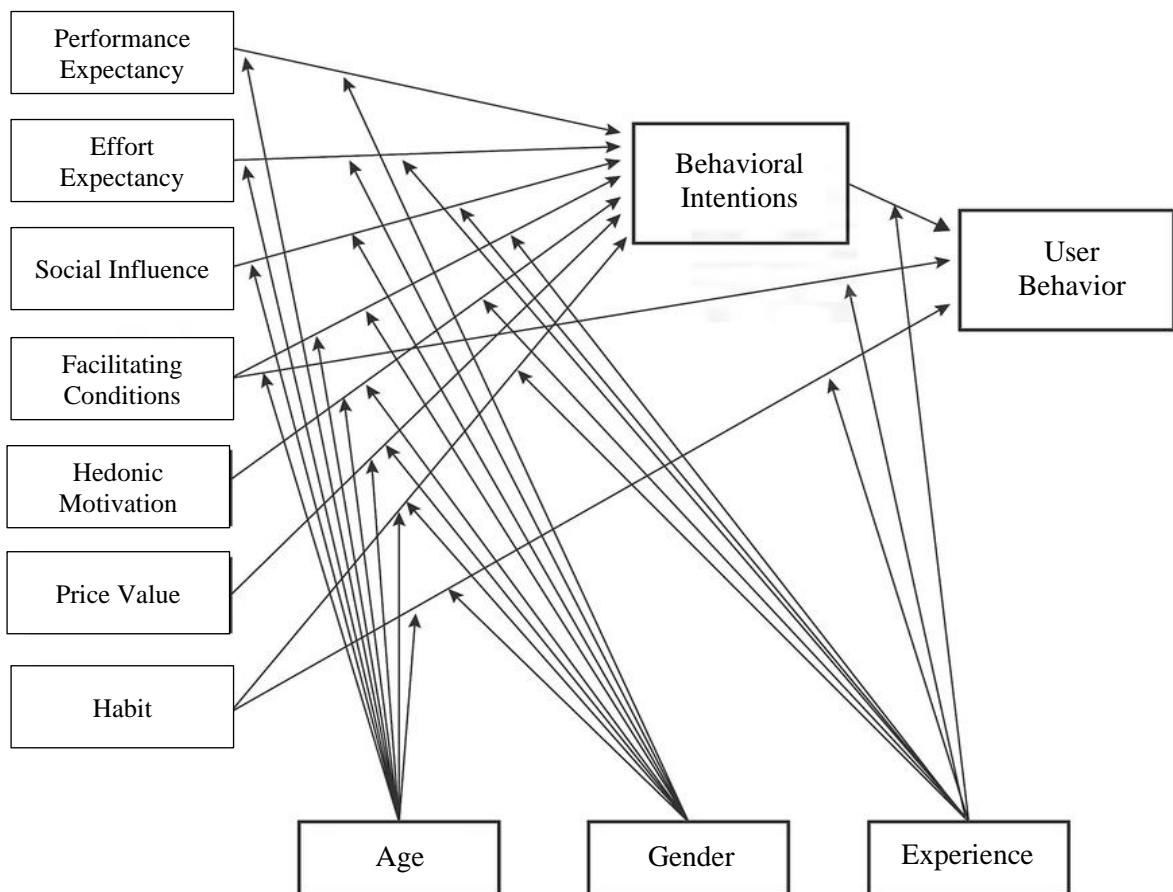 Performance
Expectancy
Effort
Expectancy
Social Influence
Facilitating
Conditions
Hedonic
Motivation
Price Value
Habit
Behavioral
Intentions
User
Behavior
Age
Gender
Experience